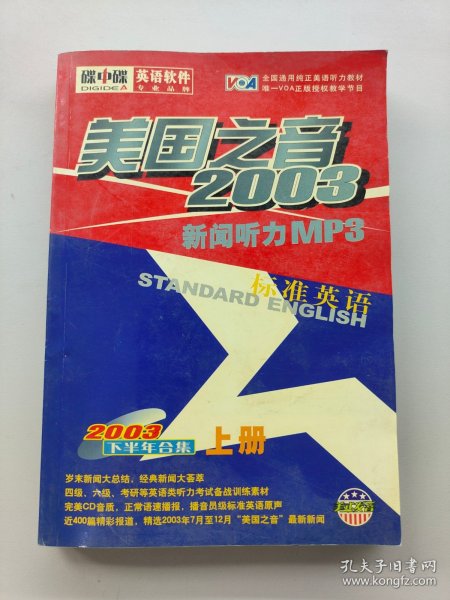 碟中碟 英语软件
DIGIDEA 专业品牌
VOA 全国通用纯正美语听力教材
唯一VOA正版授权教学节目
美国之音
2003
新闻听力MP3
标准英语
STANDARD ENGLISH
2003
下半年合集 上册
岁末新闻大总结，经典新闻大荟萃
四级、六级、考研等英语类听力考试备战训练素材
完美CD音质，正常语速播报，播音员级标准英语原声
近400篇精彩报道，精选2003年7月至12月“美国之音”最新新闻
孔夫子旧书网
www.kongfz.com